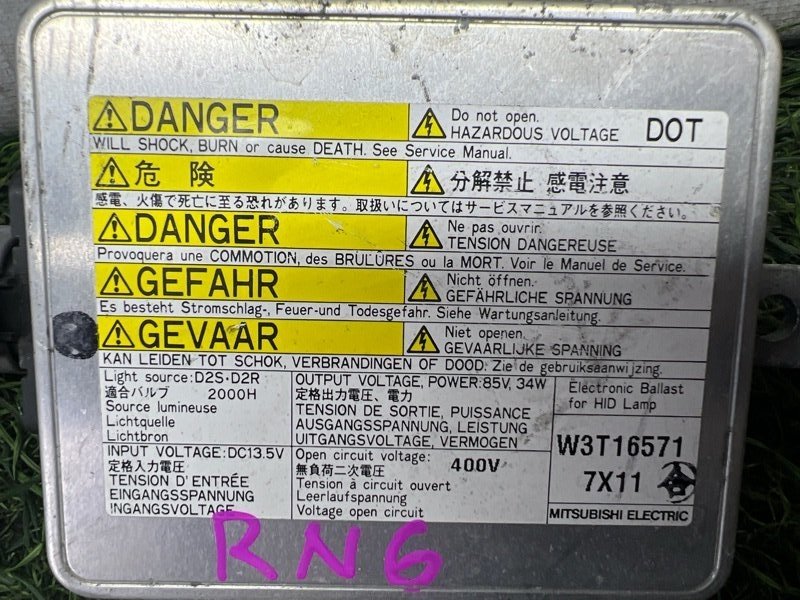 DANGER
Do not open.
HAZARDOUS VOLTAGE
DOT
WILL SHOCK, BURN or cause DEATH. See Service Manual.
危 険
分解禁止 感電注意
感電、火傷で死亡に至る恐れがあります。取扱いについてはサービスマニュアルを参照ください。
DANGER
Ne pas ouvrir.
TENSION DANGEREUSE
Provoquera une COMMOTION, des BRÛLÛRES ou la MORT. Voir le Manuel de Service.
GEFAHR
Nicht öffnen.
GEFÄHRLICHE SPANNUNG
Es besteht Stromschlag-, Feuer-und Todesgefahr. Siehe Wartungsanleitung.
GEVAAR
Niet openen.
GEVAARLIJKE SPANNING
KAN LEIDEN TOT SCHOK, VERBRANDINGEN OF DOOD. Zie de gebruiksaanwijzing.
Light source:D2S・D2R
適合バルブ 2000H
Source lumineuse
Lichtquelle
Lichtbron
OUTPUT VOLTAGE, POWER:85V, 34W
定格出力電圧、電力
TENSION DE SORTIE, PUISSANCE
AUSGANGSSPANNUNG, LEISTUNG
UITGANGSVOLTAGE, VERMOGEN
Electronic Ballast
for HID Lamp
INPUT VOLTAGE:DC13.5V
定格入力電圧
TENSION D'ENTRÉE
EINGANGSSPANNUNG
INGANGSVOLTAGE
Open circuit voltage:
無負荷二次電圧 400V
Tension à circuit ouvert
Leerlaufspannung
Voltage open circuit
W3T16571
7X11
MITSUBISHI ELECTRIC
RN6